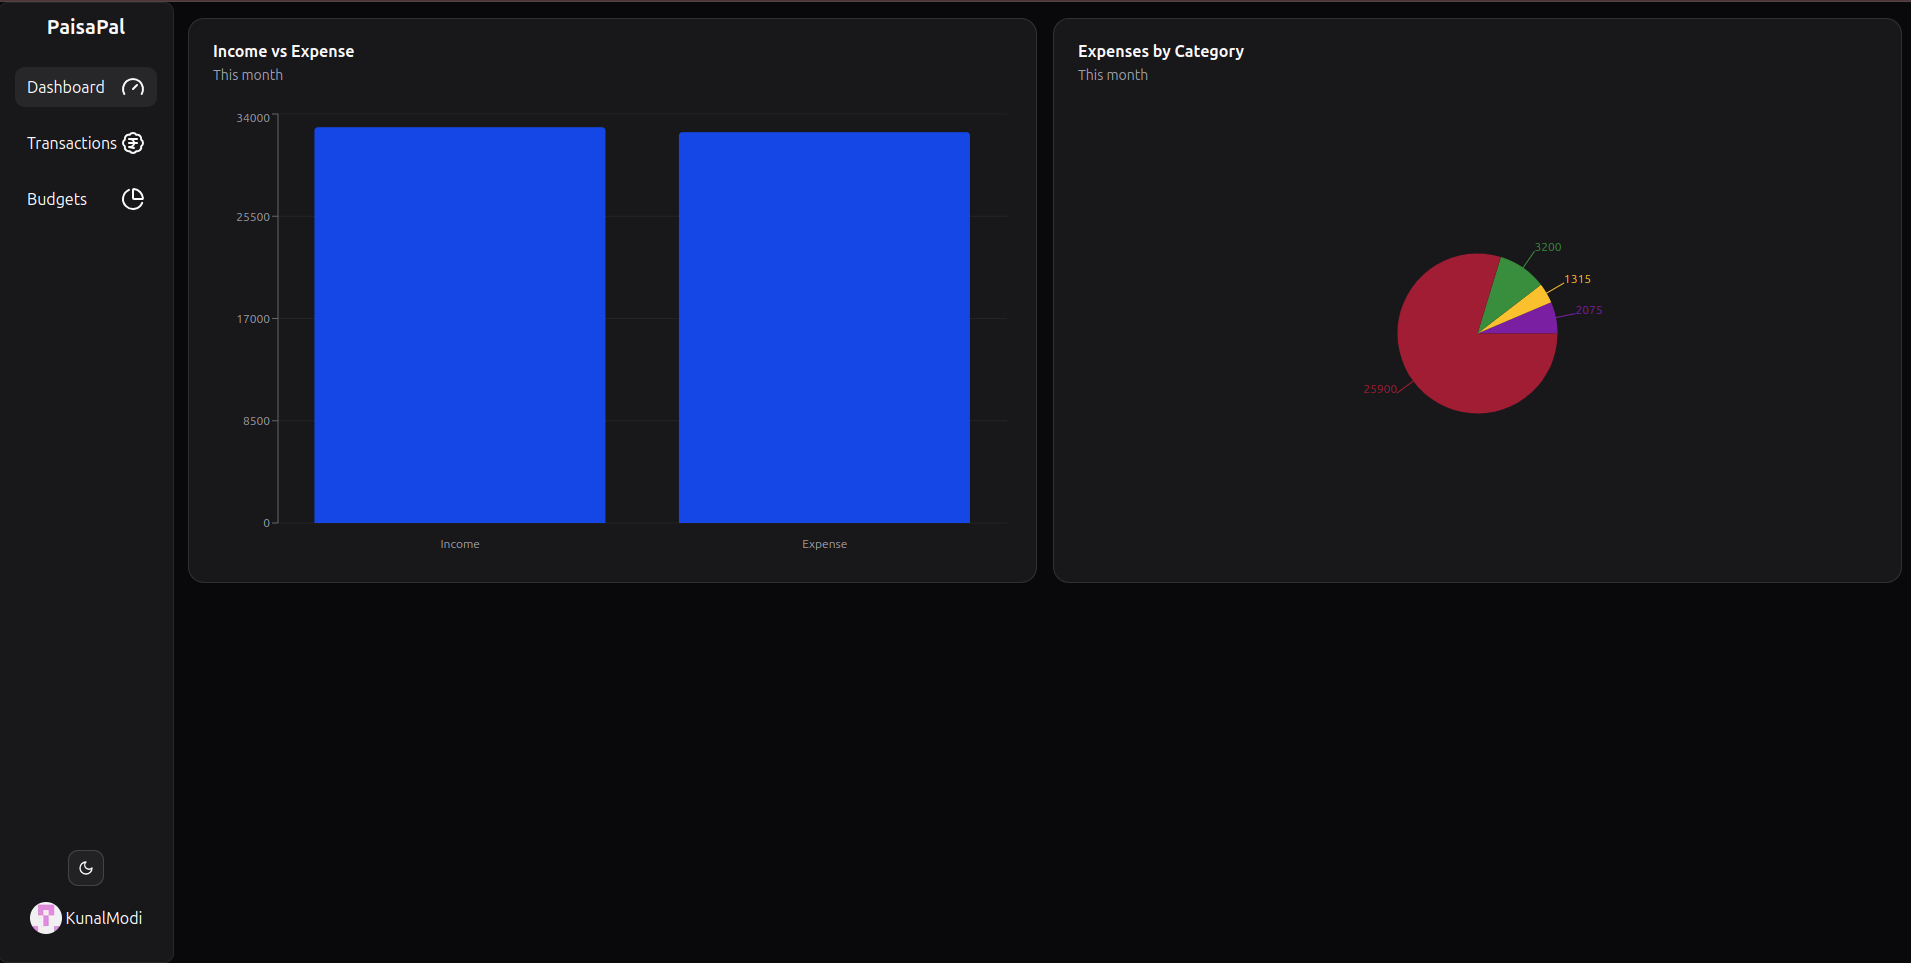 PaisaPal
Dashboard
Transactions
Budgets
KunalModi
Income vs Expense
This month
34000
25500
17000
8500
0
Income
Expense
Expenses by Category
This month
3200
1315
2075
25900